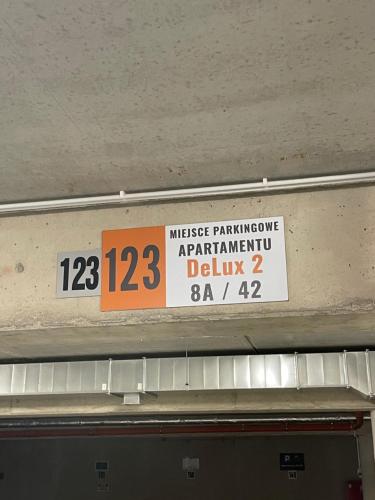 123
123
MIEJSCE PARKINGOWE
APARTAMENTU
DeLux 2
8A / 42